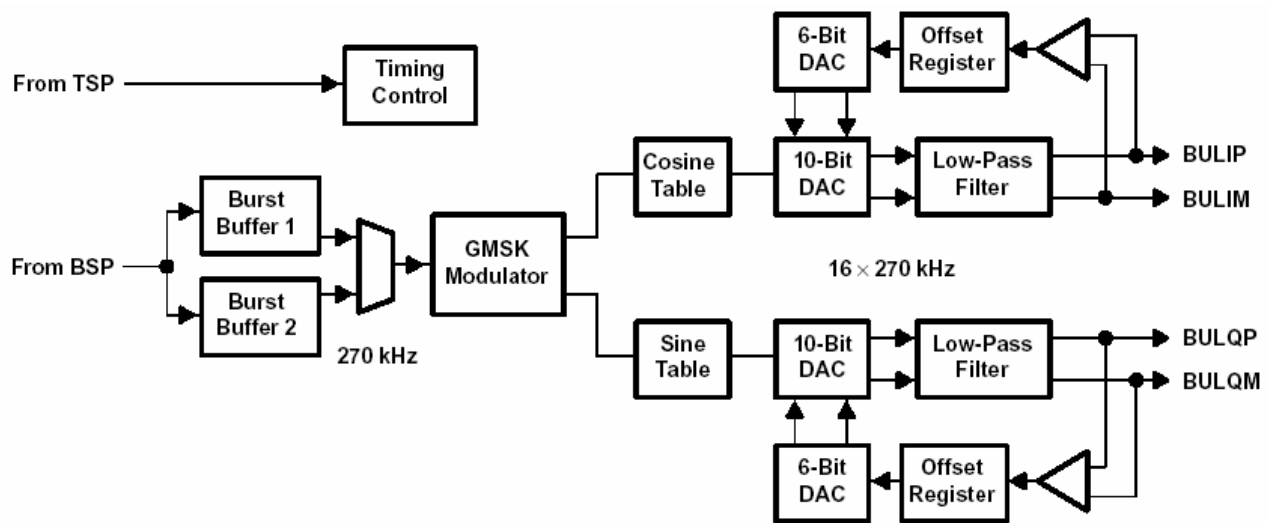 6-Bit
DAC
Offset
Register
From TSP
Timing
Control
Cosine
Table
10-Bit
DAC
Low-Pass
Filter
BULIP
BULIM
Burst
Buffer 1
From BSP
GMSK
Modulator
16 × 270 kHz
Burst
Buffer 2
270 kHz
Sine
Table
10-Bit
DAC
Low-Pass
Filter
BULQP
BULQM
6-Bit
DAC
Offset
Register